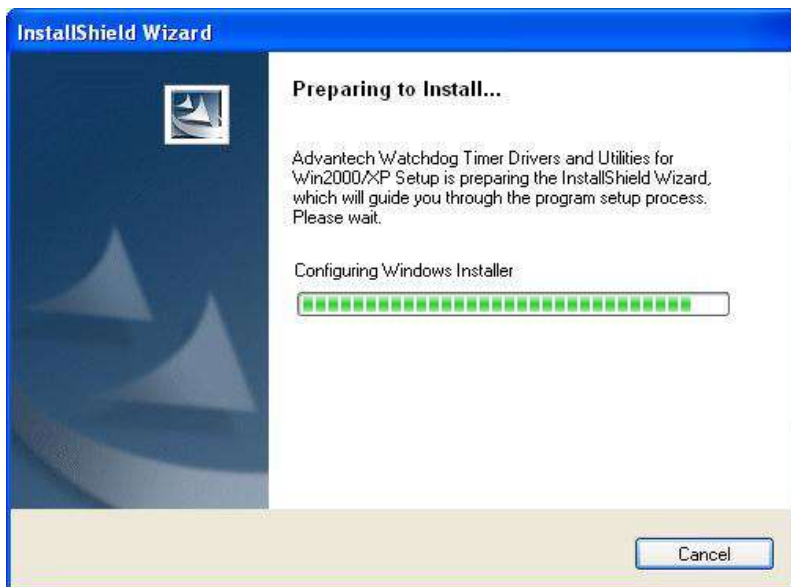 InstallShield Wizard
Preparing to Install...
Advantech Watchdog Timer Drivers and Utilities for
Win2000/XP Setup is preparing the InstallShield Wizard,
which will guide you through the program setup process.
Please wait.
Configuring Windows Installer
Cancel